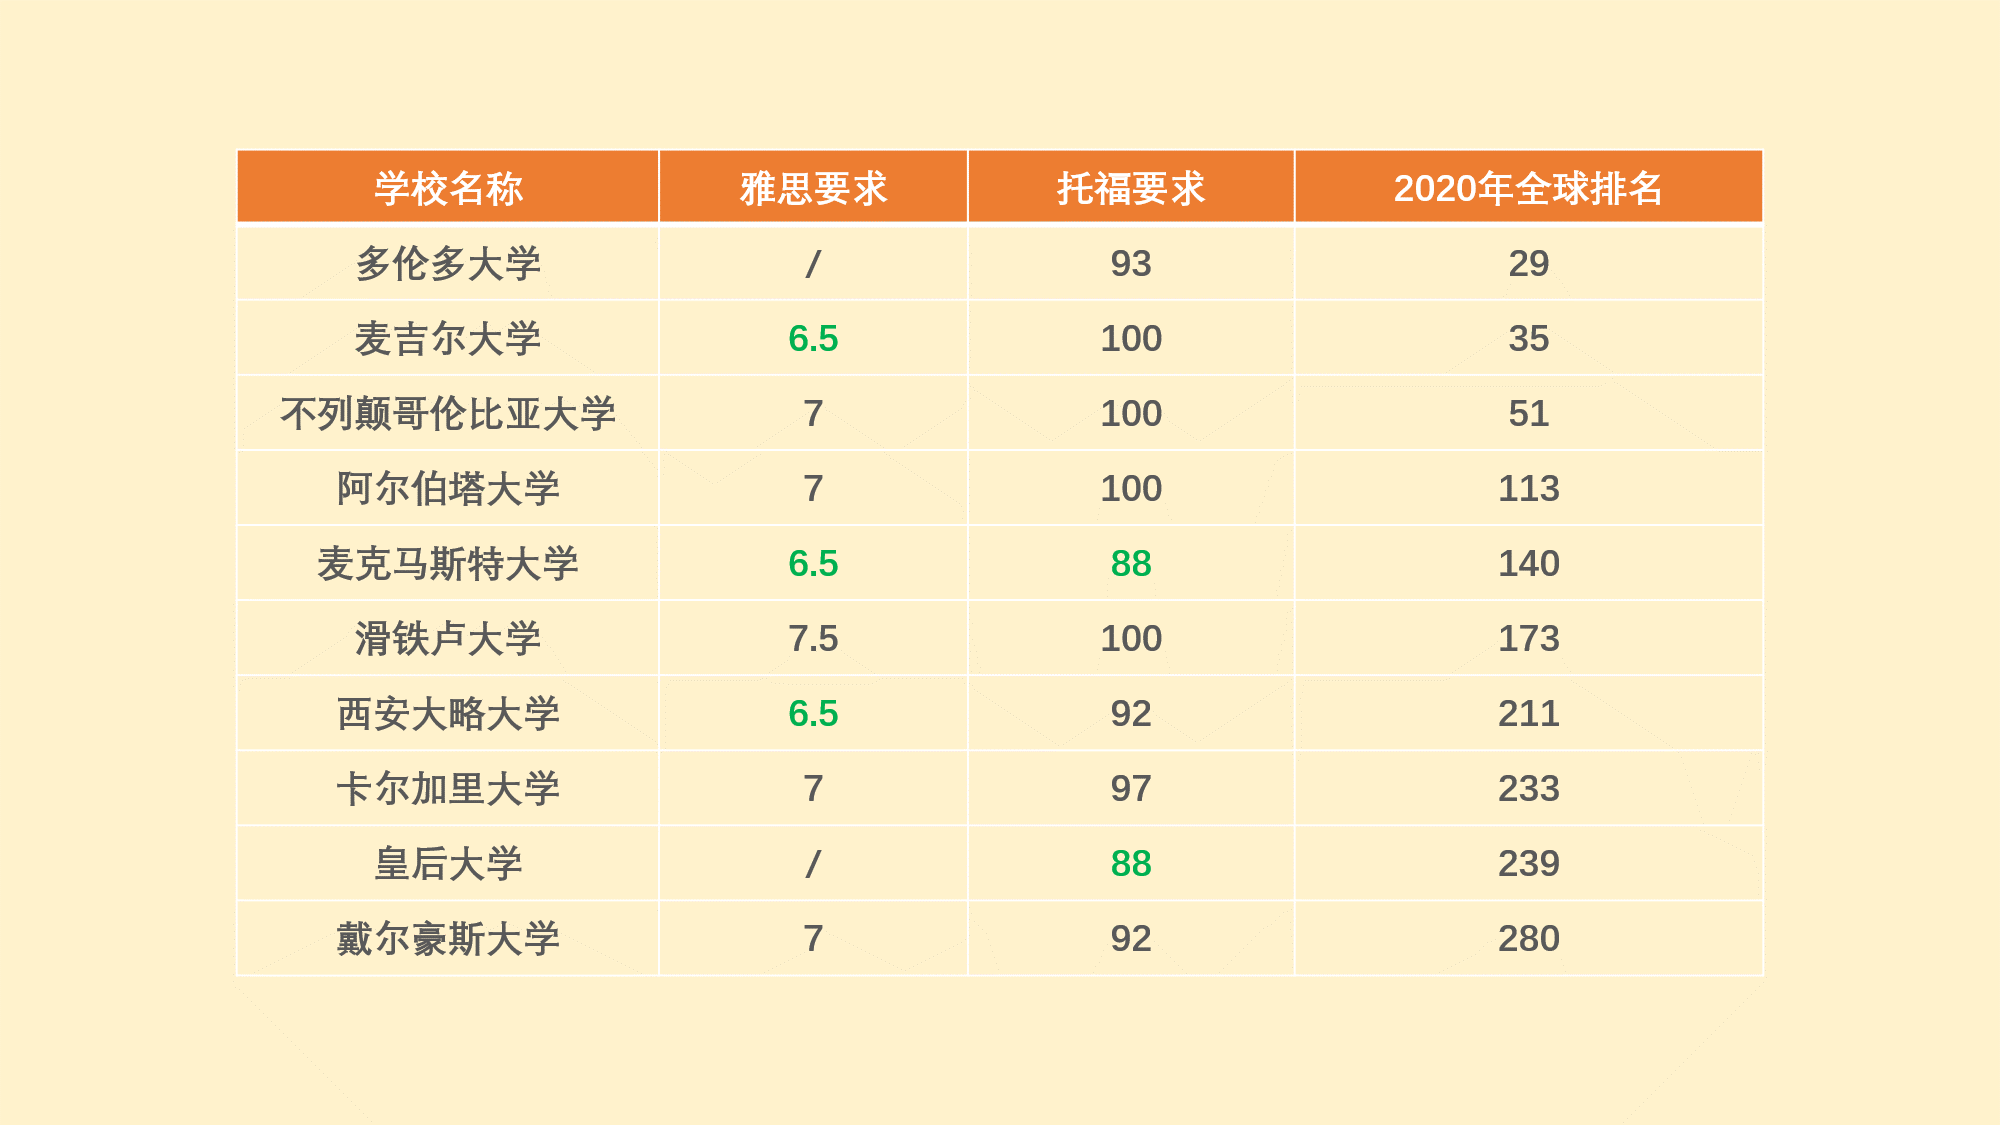 学校名称 雅思要求 托福要求 2020年全球排名
多伦多大学 / 93 29
麦吉尔大学 6.5 100 35
不列颠哥伦比亚大学 7 100 51
阿尔伯塔大学 7 100 113
麦克马斯特大学 6.5 88 140
滑铁卢大学 7.5 100 173
西安大略大学 6.5 92 211
卡尔加里大学 7 97 233
皇后大学 / 88 239
戴尔豪斯大学 7 92 280